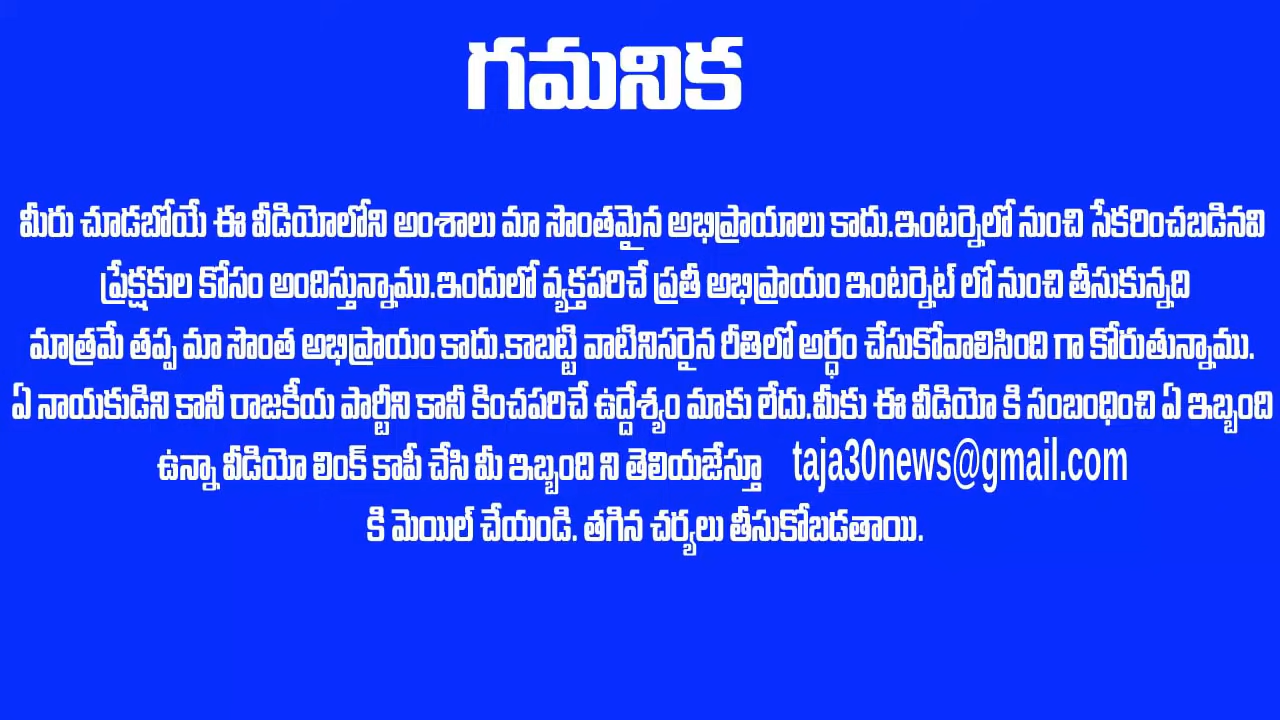 గమనిక
మీరు చూడబోయే ఈ వీడియోలోని అంశాలు మా సొంతమైన అభిప్రాయాలు కాదు.ఇంటర్నెలో నుంచి సేకరించబడినవి
ప్రేక్షకుల కోసం అందిస్తున్నాము.ఇందులో వ్యక్తపరిచే ప్రతీ అభిప్రాయం ఇంటర్నెట్ లో నుంచి తీసుకున్నది
మాత్రమే తప్ప మా సొంత అభిప్రాయం కాదు.కాబట్టి వాటినిసరైన రీతిలో అర్ధం చేసుకోవాలిసింది గా కోరుతున్నాము.
ఏ నాయకుడిని కానీ రాజకీయ పార్టీని కానీ కించపరిచే ఉద్దేశ్యం మాకు లేదు.మీకు ఈ వీడియో కి సంబంధించి ఏ ఇబ్బంది
ఉన్నా వీడియో లింక్ కాపీ చేసి మీ ఇబ్బంది ని తెలియజేస్తూ taja30news@gmail.com
కి మెయిల్ చేయండి. తగిన చర్యలు తీసుకోబడతాయి.